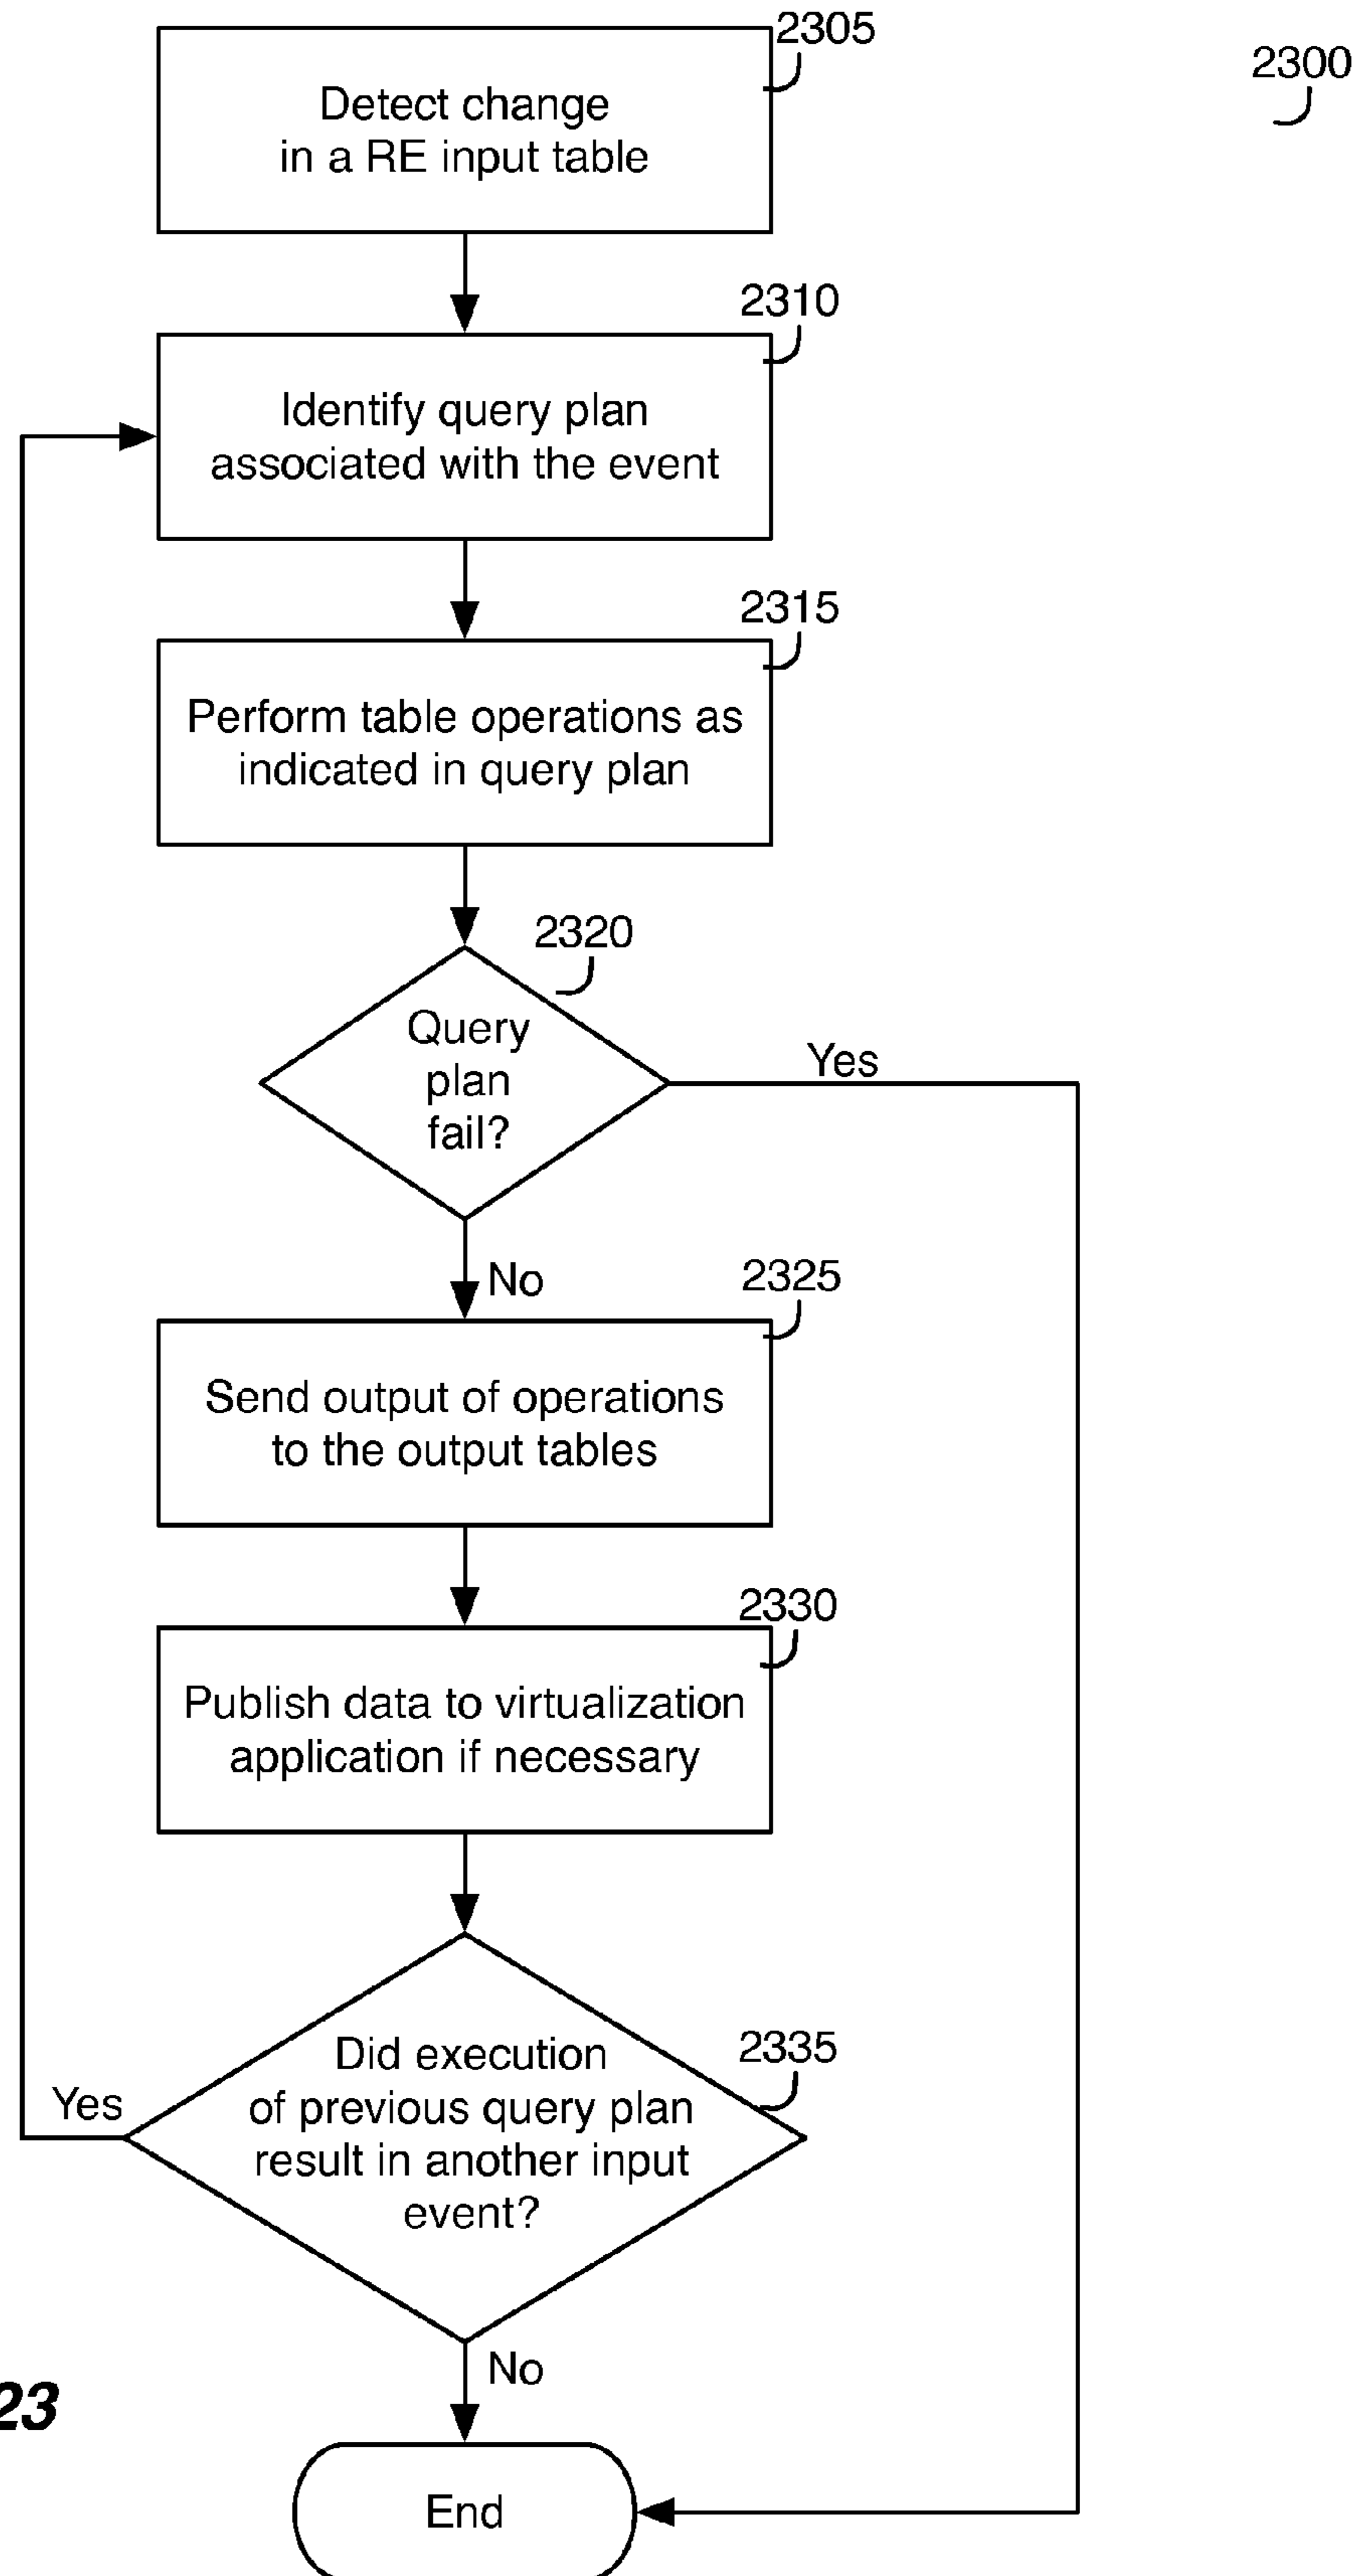 2305
2300
Detect change
in a RE input table
2310
Identify query plan
associated with the event
2315
Perform table operations as
indicated in query plan
2320
Query
plan
fail?
Yes
No
2325
Send output of operations
to the output tables
2330
Publish data to virtualization
application if necessary
2335
Did execution
of previous query plan
result in another input
event?
Yes
No
23
End